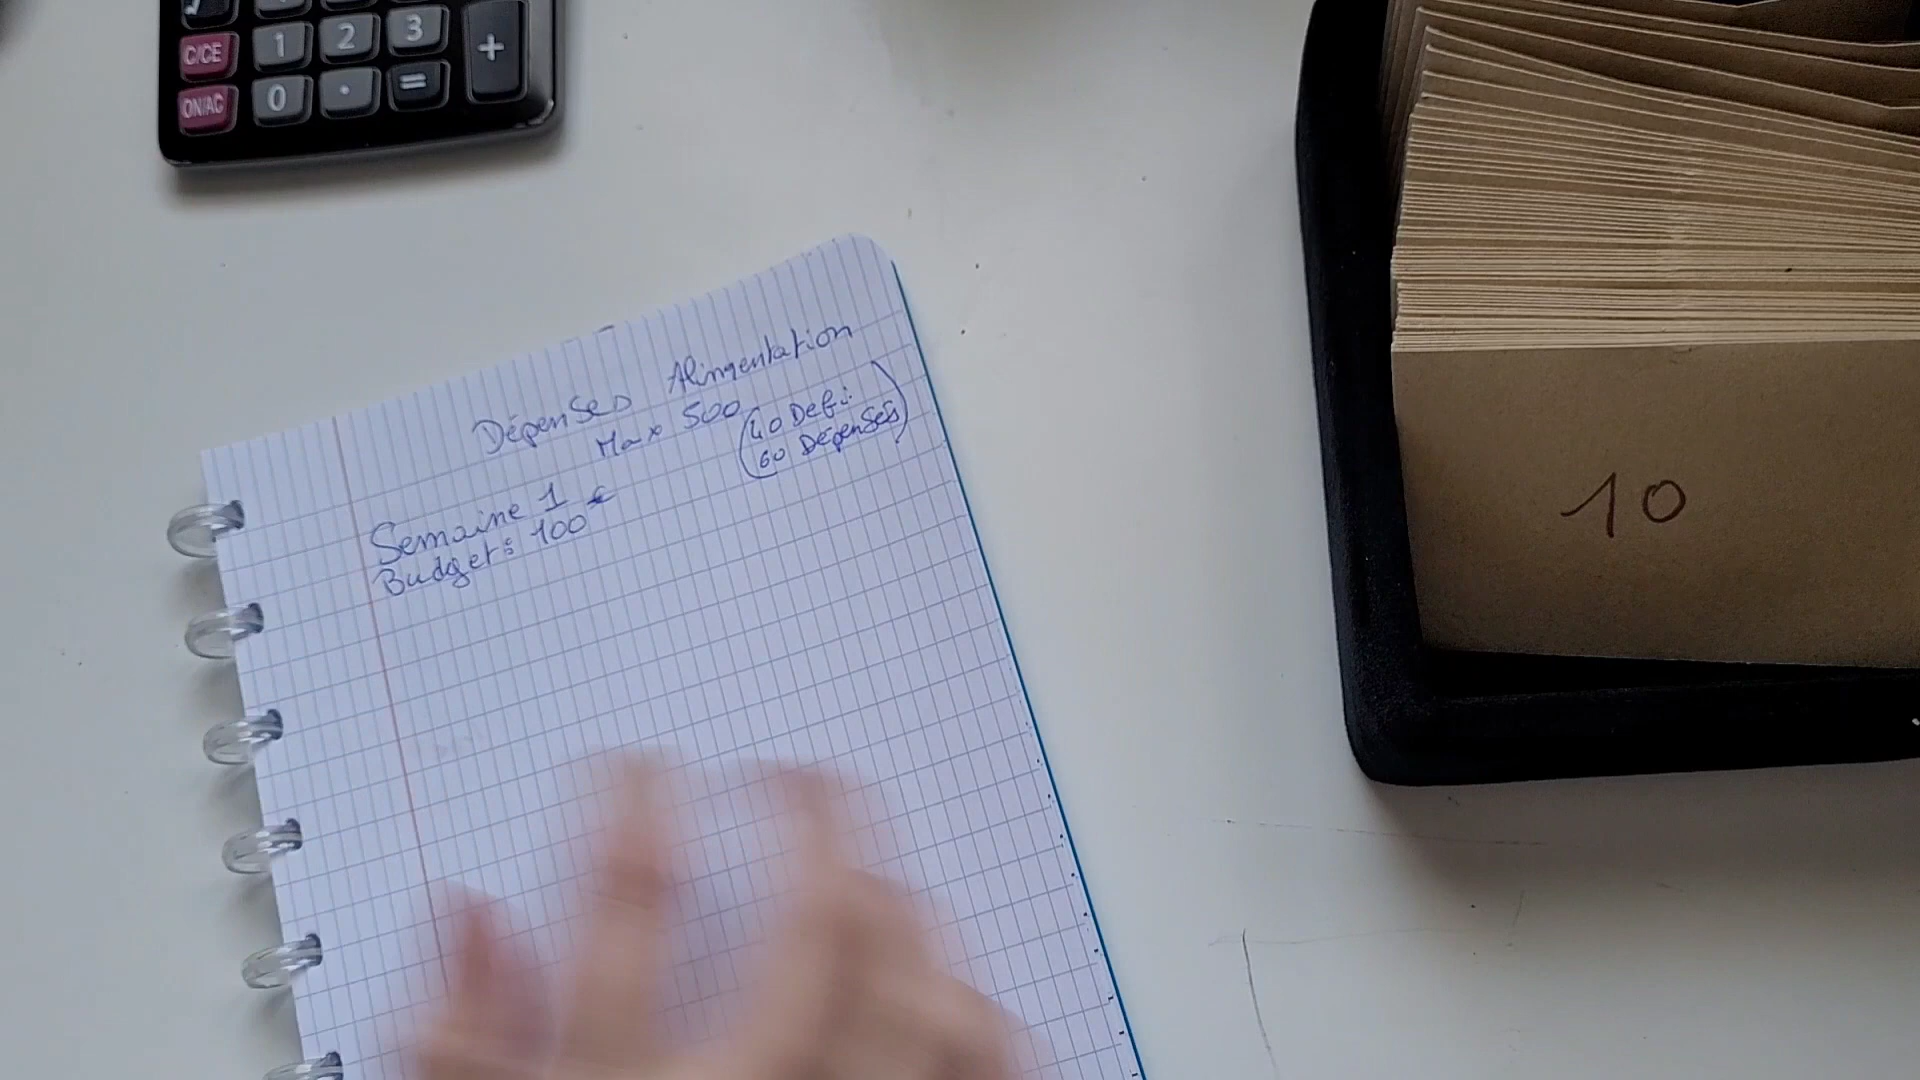 C/CE 1 2 3 +
ON/AC 0 . =
Dépenses Alimentation
Max 500
(40 Defi
60 Dépenses)
Semaine 1
Budget: 100€
10